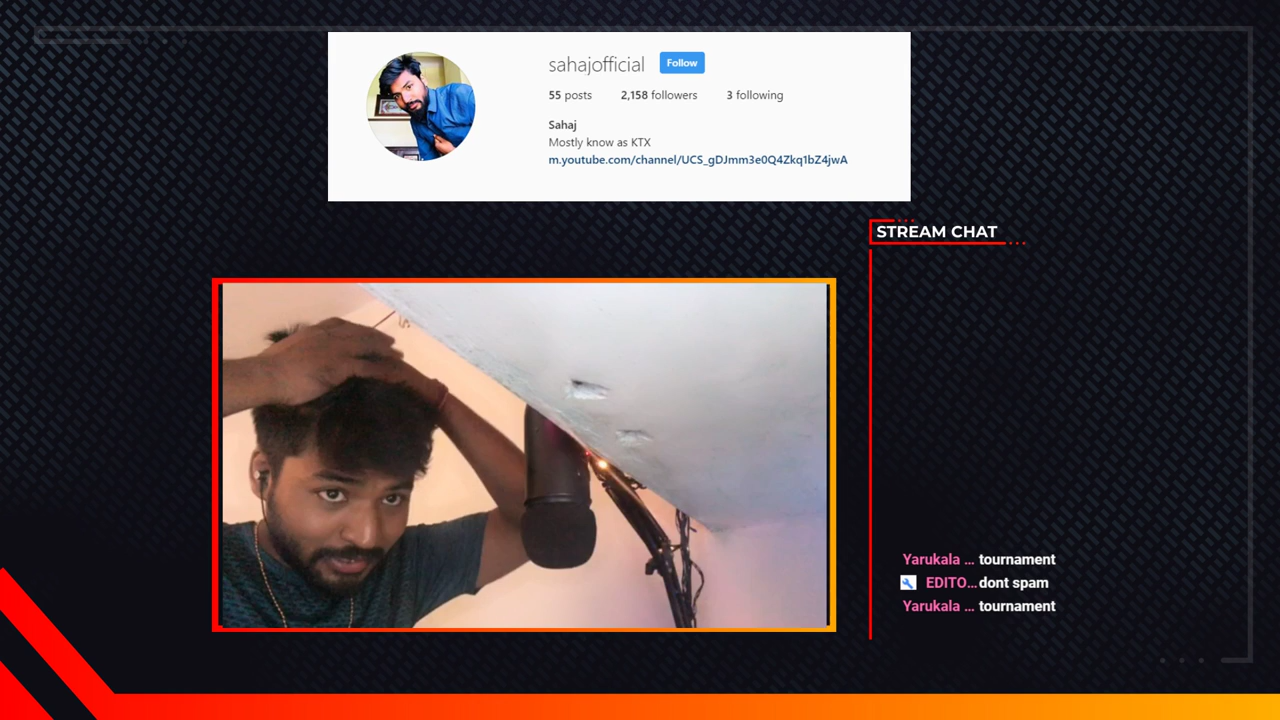 sahajofficial Follow
55 posts 2,158 followers 3 following
Sahaj
Mostly know as KTX
m.youtube.com/channel/UCS_gDJmm3e0Q4Zkq1bZ4jwA
STREAM CHAT
Yarukala ... tournament
EDITO... dont spam
Yarukala ... tournament